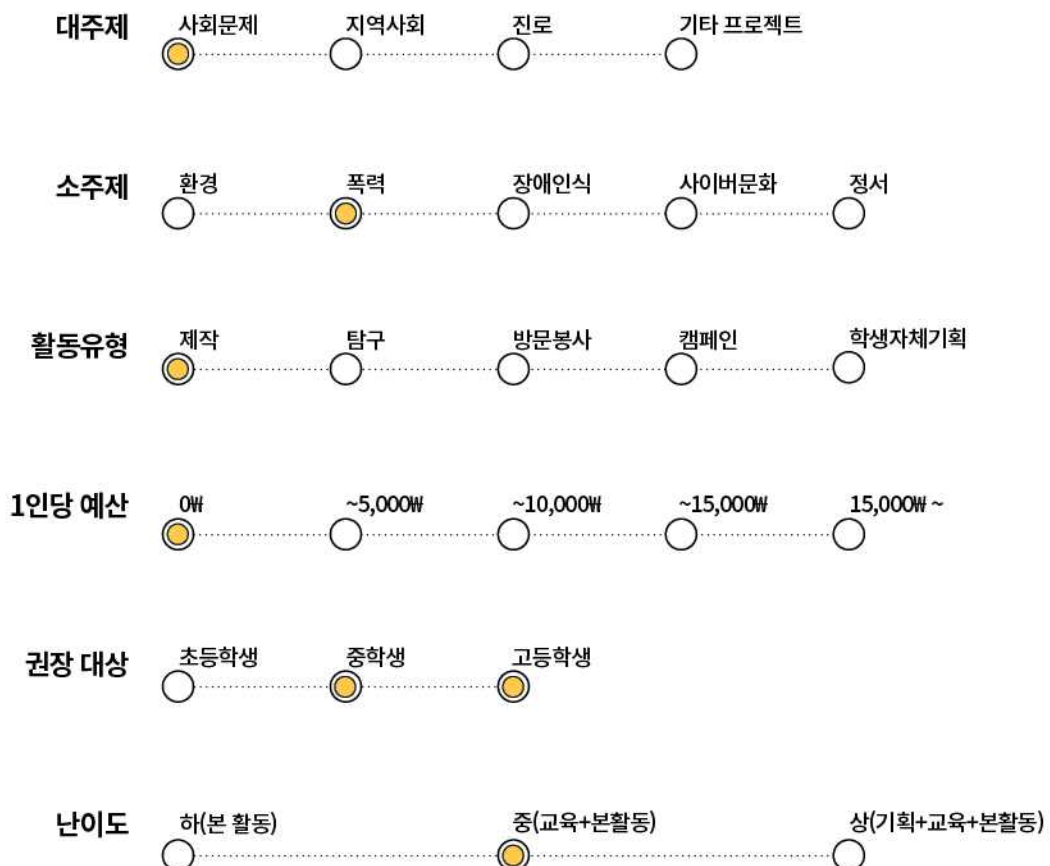 대주제 사회문제 지역사회 진로 기타 프로젝트
소주제 환경 폭력 장애인식 사이버문화 정서
활동유형 제작 탐구 방문봉사 캠페인 학생자체기획
1인당 예산 0₩ ~5,000₩ ~10,000₩ ~15,000₩ 15,000₩ ~
권장 대상 초등학생 중학생 고등학생
난이도 하(본 활동) 중(교육+본활동) 상(기획+교육+본활동)